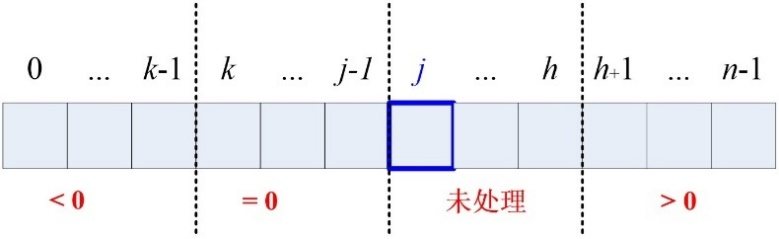 0 ... k-1 k ... j-1 j ... h h+1 ... n-1
< 0 = 0 未处理 > 0